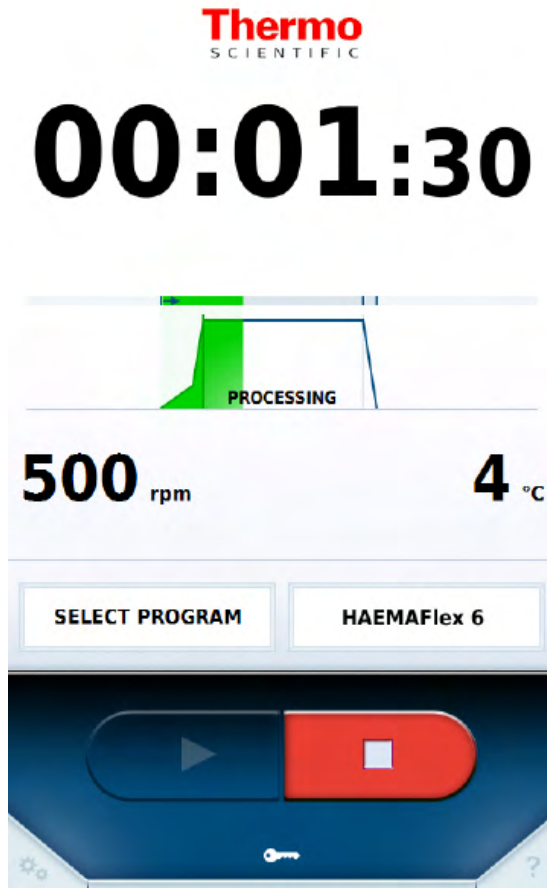 Thermo
SCIENTIFIC
00:01:30
PROCESSING
500 rpm
4 °C
SELECT PROGRAM
HAEMAFlex 6
?